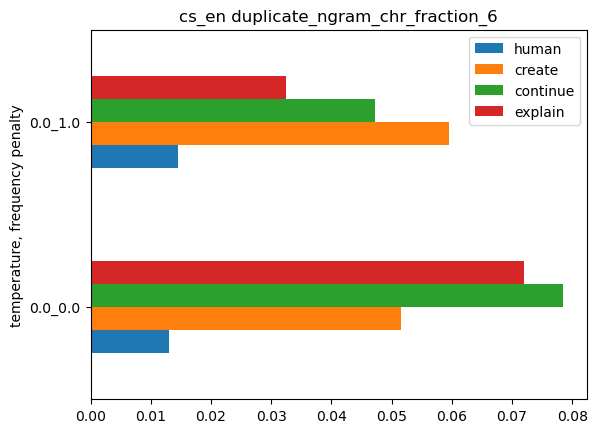 cs_en duplicate_ngram_chr_fraction_6
human
create
continue
explain
temperature, frequency penalty
0.0_1.0
0.0_0.0
0.00 0.01 0.02 0.03 0.04 0.05 0.06 0.07 0.08